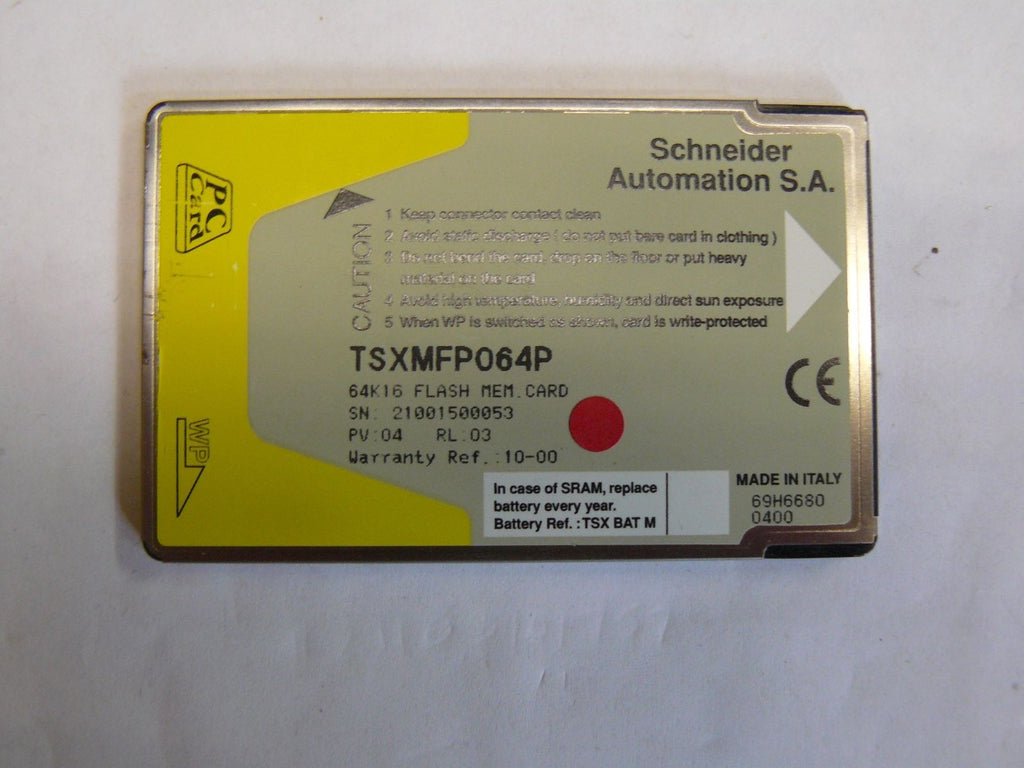 PC
Card
Schneider
Automation S.A.
CAUTION
1 Keep connector contact clean
2 Avoid static discharge ( do not put bare card in clothing )
3 Do not bend the card, drop on the floor or put heavy
material on the card
4 Avoid high temperature, humidity and direct sun exposure
5 When WP is switched as shown, card is write-protected
TSXMFP064P
64K16 FLASH MEM.CARD
SN: 21001500053
PV:04 RL:03
Warranty Ref.:10-00
CE
WP
In case of SRAM, replace
battery every year.
Battery Ref. : TSX BAT M
MADE IN ITALY
69H6680
0400